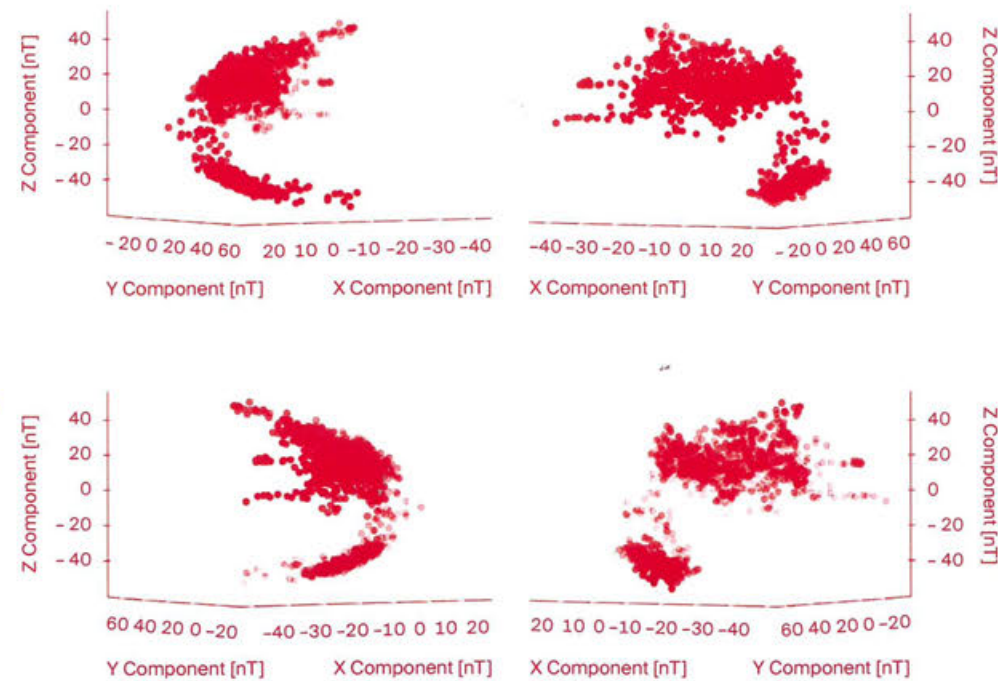 Z Component [nT]
40
20
0
– 20
– 40
– 20 0 20 40 60
20 10 0 –10 –20 –30 –40
Y Component [nT]
X Component [nT]
Z Component [nT]
40
20
0
– 20
– 40
–40 –30 –20 –10 0 10 20
– 20 0 20 40 60
X Component [nT]
Y Component [nT]
Z Component [nT]
40
20
0
– 20
– 40
60 40 20 0 –20
–40 –30 –20 –10 0 10 20
Y Component [nT]
X Component [nT]
Z Component [nT]
40
20
0
– 20
– 40
20 10 0 –10 –20 –30 –40
60 40 20 0 –20
X Component [nT]
Y Component [nT]